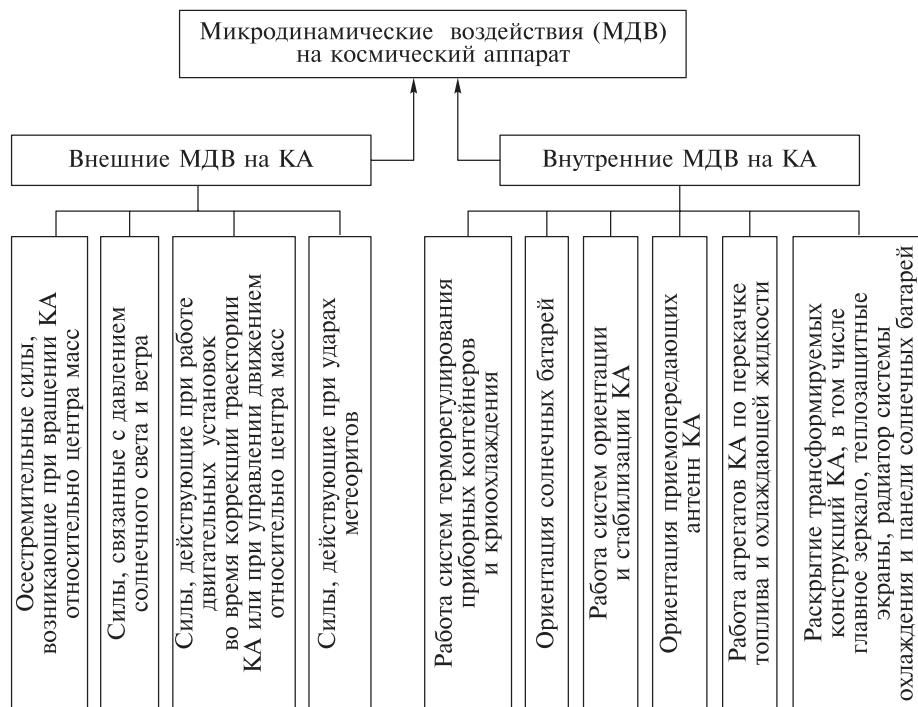 Микродинамические воздействия (МДВ)
на космический аппарат
Внешние МДВ на КА
Внутренние МДВ на КА
Осестремительные силы,
возникающие при вращении КА
относительно центра масс
Силы, связанные с давлением
солнечного света и ветра
Силы, действующие при работе
двигательных установок
во время коррекции траектории
КА или при управлении движением
относительно центра масс
Силы, действующие при ударах
метеоритов
Работа систем терморегулирования
приборных контейнеров
и криоохлаждения
Ориентация солнечных батарей
Работа систем ориентации
и стабилизации КА
Ориентация приемопередающих
антенн КА
Работа агрегатов КА по перекачке
топлива и охлаждающей жидкости
Раскрытие трансформируемых
конструкций КА, в том числе
главное зеркало, теплозащитные
экраны, радиатор системы
охлаждения и панели солнечных батарей